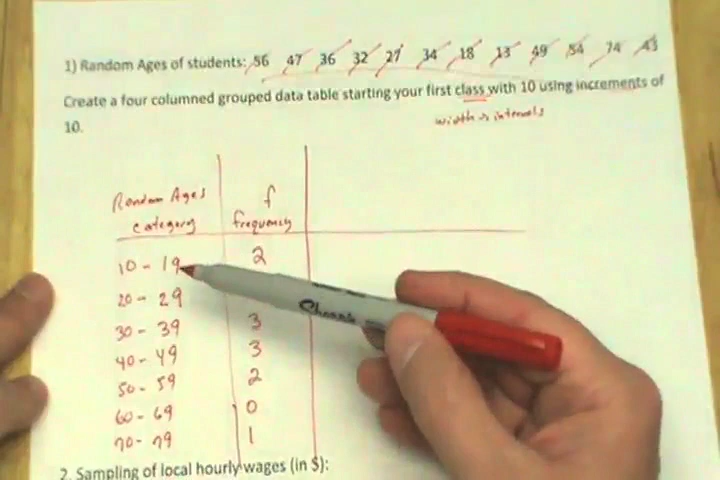 1) Random Ages of students: 56 47 36 32 27 34 18 13 49 54 74 43
Create a four columned grouped data table starting your first class with 10 using increments of
10.
width → intervals
Random Ages f
category frequency
10 - 19 2
20 - 29
30 - 39 3
40 - 49 3
50 - 59 2
60 - 69 0
70 - 79 1
Sharpie
2. Sampling of local hourly wages (in $):